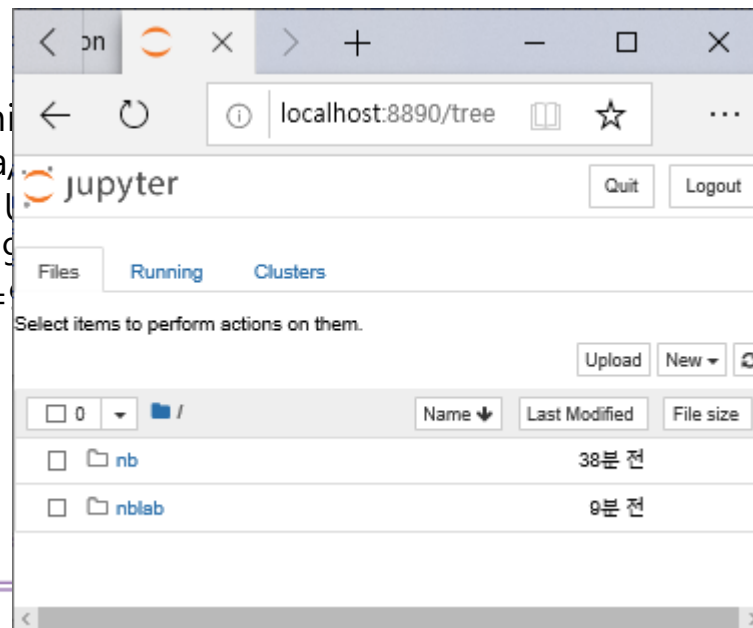 on
localhost:8890/tree
jupyter
Quit Logout
Files Running Clusters
Select items to perform actions on them.
Upload New
0 / Name Last Modified File size
nb 38분 전
nblab 9분 전